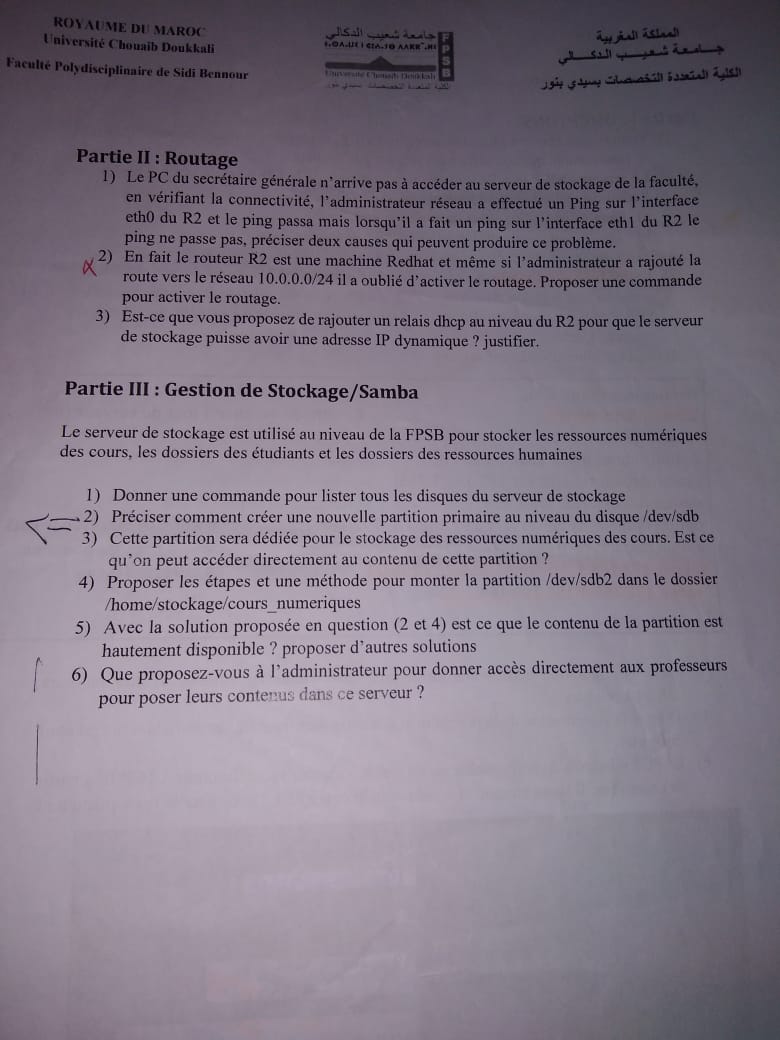 ROYAUME DU MAROC
Université Chouaib Doukkali
Faculté Polydisciplinaire de Sidi Bennour
جامعة شعيب الدكالي
Université Chouaib Doukkali
FPSB
المملكة المغربية
جامعة شعيب الدكالي
الكلية المتعددة التخصصات بسيدي بنور
Partie II : Routage
1) Le PC du secrétaire générale n'arrive pas à accéder au serveur de stockage de la faculté,
en vérifiant la connectivité, l'administrateur réseau a effectué un Ping sur l'interface
eth0 du R2 et le ping passa mais lorsqu'il a fait un ping sur l'interface eth1 du R2 le
ping ne passe pas, préciser deux causes qui peuvent produire ce problème.
2) En fait le routeur R2 est une machine Redhat et même si l'administrateur a rajouté la
route vers le réseau 10.0.0.0/24 il a oublié d'activer le routage. Proposer une commande
pour activer le routage.
3) Est-ce que vous proposez de rajouter un relais dhcp au niveau du R2 pour que le serveur
de stockage puisse avoir une adresse IP dynamique ? justifier.
Partie III : Gestion de Stockage/Samba
Le serveur de stockage est utilisé au niveau de la FPSB pour stocker les ressources numériques
des cours, les dossiers des étudiants et les dossiers des ressources humaines
1) Donner une commande pour lister tous les disques du serveur de stockage
2) Préciser comment créer une nouvelle partition primaire au niveau du disque /dev/sdb
3) Cette partition sera dédiée pour le stockage des ressources numériques des cours. Est ce
qu'on peut accéder directement au contenu de cette partition ?
4) Proposer les étapes et une méthode pour monter la partition /dev/sdb2 dans le dossier
/home/stockage/cours_numeriques
5) Avec la solution proposée en question (2 et 4) est ce que le contenu de la partition est
hautement disponible ? proposer d'autres solutions
6) Que proposez-vous à l'administrateur pour donner accès directement aux professeurs
pour poser leurs contenus dans ce serveur ?